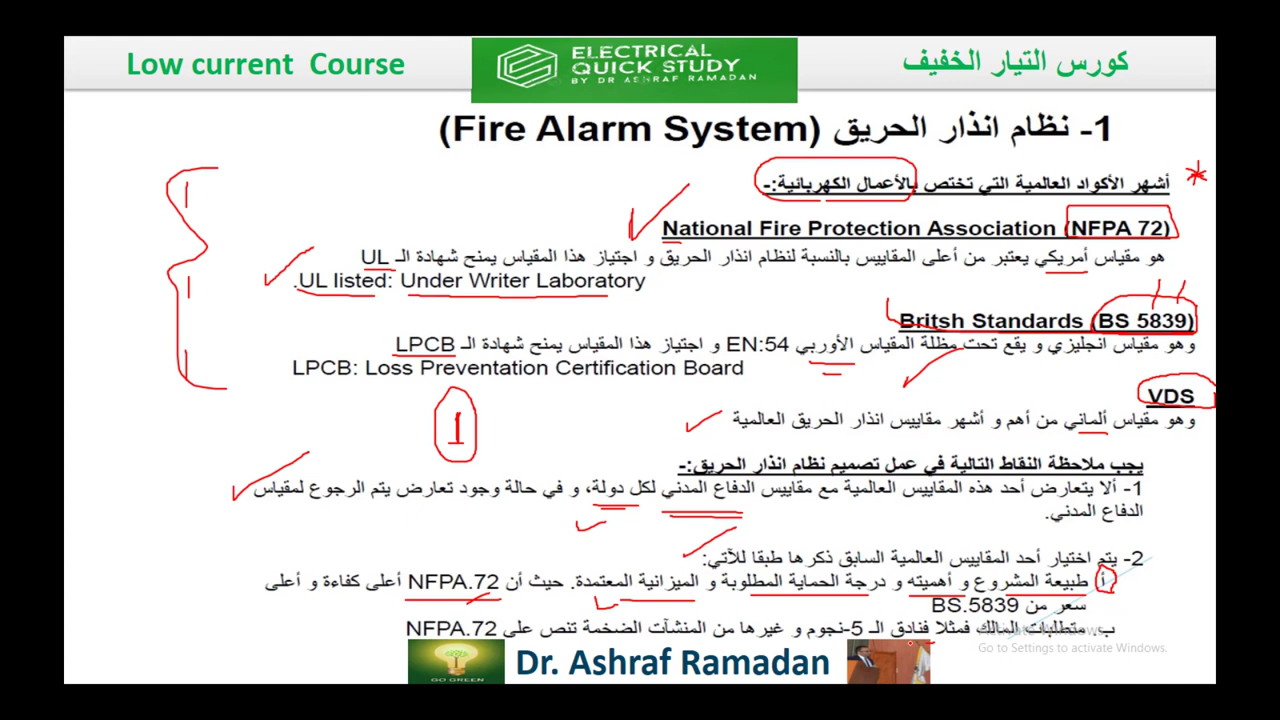 Low current Course
ELECTRICAL
QUICK STUDY
BY DR ASHRAF RAMADAN
كورس التيار الخفيف
1- نظام انذار الحريق (Fire Alarm System)
أشهر الأكواد العالمية التي تختص بالأعمال الكهربائية:-
National Fire Protection Association (NFPA 72)
هو مقياس أمريكي يعتبر من أعلى المقاييس بالنسبة لنظام انذار الحريق و اجتياز هذا المقياس يمنح شهادة الـ UL
UL listed: Under Writer Laboratory.
Britsh Standards (BS 5839)
وهو مقياس انجليزي و يقع تحت مظلة المقياس الأوربي EN:54 و اجتياز هذا المقياس يمنح شهادة الـ LPCB
LPCB: Loss Preventation Certification Board
VDS
وهو مقياس ألماني من أهم و أشهر مقاييس انذار الحريق العالمية
1
يجب ملاحظة النقاط التالية في عمل تصميم نظام انذار الحريق:-
1- ألا يتعارض أحد هذه المقاييس العالمية مع مقاييس الدفاع المدني لكل دولة، و في حالة وجود تعارض يتم الرجوع لمقياس
الدفاع المدني.
2- يتم اختيار أحد المقاييس العالمية السابق ذكرها طبقا للآتي:
أ) طبيعة المشروع و أهميته و درجة الحماية المطلوبة و الميزانية المعتمدة. حيث أن NFPA.72 أعلى كفاءة و أعلى
سعر من BS.5839
ب- متطلبات المالك فمثلا فنادق الـ 5-نجوم و غيرها من المنشآت الضخمة تنص على NFPA.72
Activate Windows
Go to Settings to activate Windows.
GO GREEN
Dr. Ashraf Ramadan